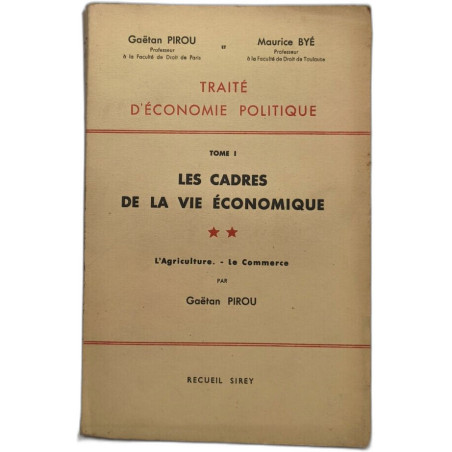 Gaëtan PIROU et Maurice BYÉ
Professeur Professeur
à la Faculté de Droit de Paris à la Faculté de Droit de Toulouse
TRAITÉ
D'ÉCONOMIE POLITIQUE
TOME I
LES CADRES
DE LA VIE ÉCONOMIQUE
★ ★
L'Agriculture. - Le Commerce
PAR
Gaëtan PIROU
RECUEIL SIREY